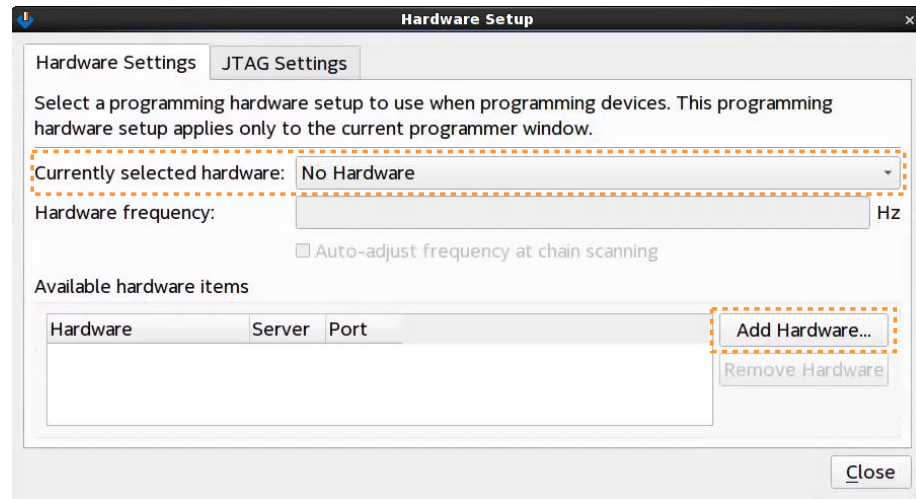 Hardware Setup
Hardware Settings JTAG Settings
Select a programming hardware setup to use when programming devices. This programming
hardware setup applies only to the current programmer window.
Currently selected hardware: No Hardware
Hardware frequency: Hz
Auto-adjust frequency at chain scanning
Available hardware items
Hardware Server Port
Add Hardware...
Remove Hardware
Close